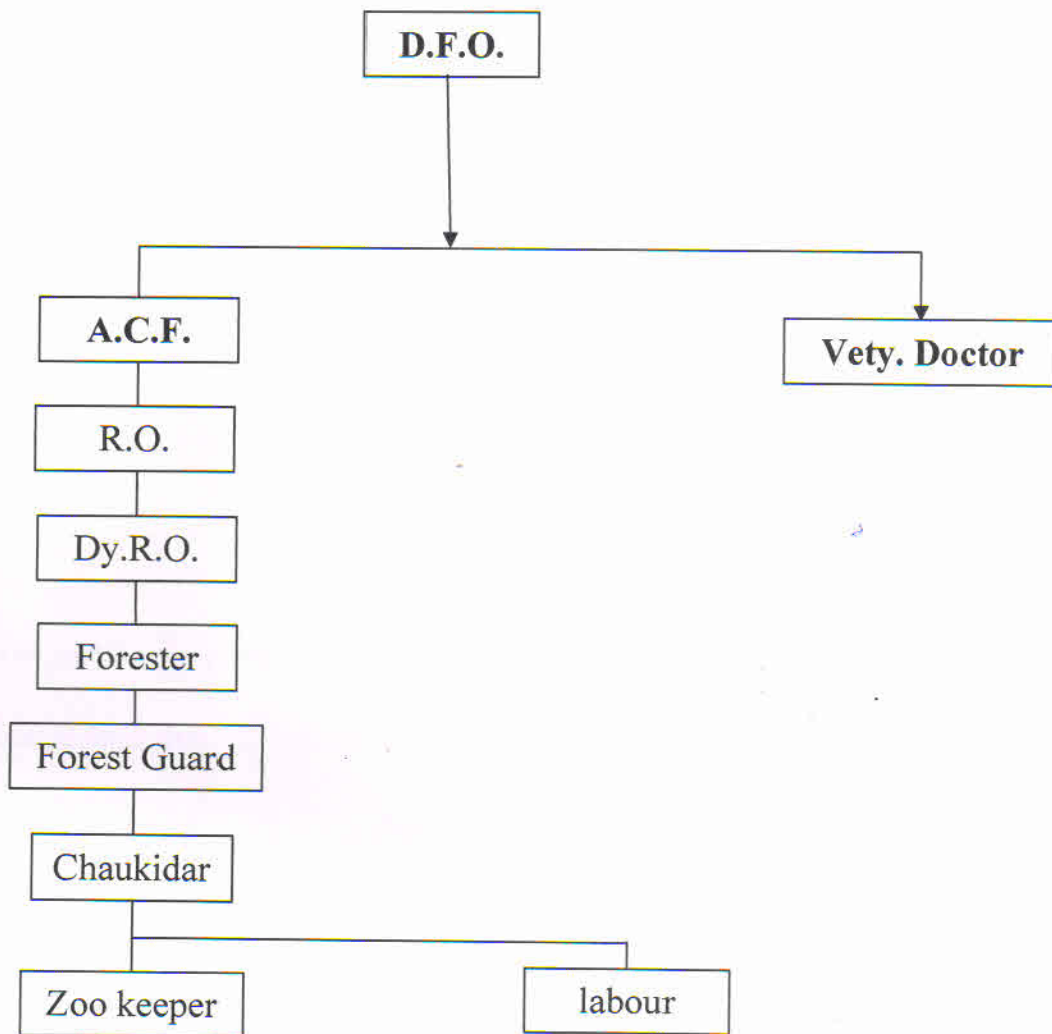 D.F.O.
A.C.F.
Vety. Doctor
R.O.
Dy.R.O.
Forester
Forest Guard
Chaukidar
Zoo keeper
labour